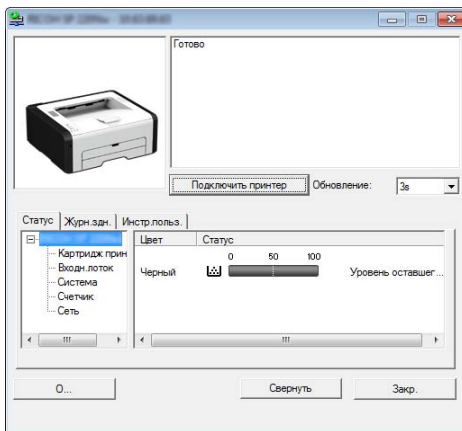 Готово
Подключить принтер
Обновление:
3s
Статус
Журн.здн.
Инстр.польз.
Картридж прин
Входн.лоток
Система
Счетчик
Сеть
Цвет
Статус
0
50
100
Черный
Уровень оставшег...
О...
Свернуть
Закр.